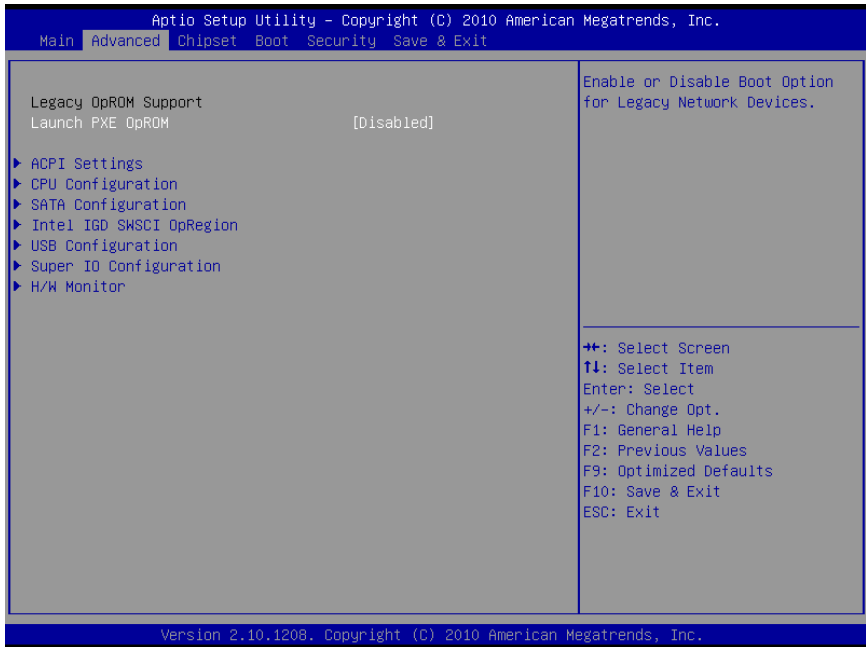 Aptio Setup Utility – Copyright (C) 2010 American Megatrends, Inc.
Main Advanced Chipset Boot Security Save & Exit
Legacy OpROM Support
Launch PXE OpROM [Disabled]
ACPI Settings
CPU Configuration
SATA Configuration
Intel IGD SWSCI OpRegion
USB Configuration
Super IO Configuration
H/W Monitor
Enable or Disable Boot Option
for Legacy Network Devices.
→←: Select Screen
↑↓: Select Item
Enter: Select
+/-: Change Opt.
F1: General Help
F2: Previous Values
F9: Optimized Defaults
F10: Save & Exit
ESC: Exit
Version 2.10.1208. Copyright (C) 2010 American Megatrends, Inc.